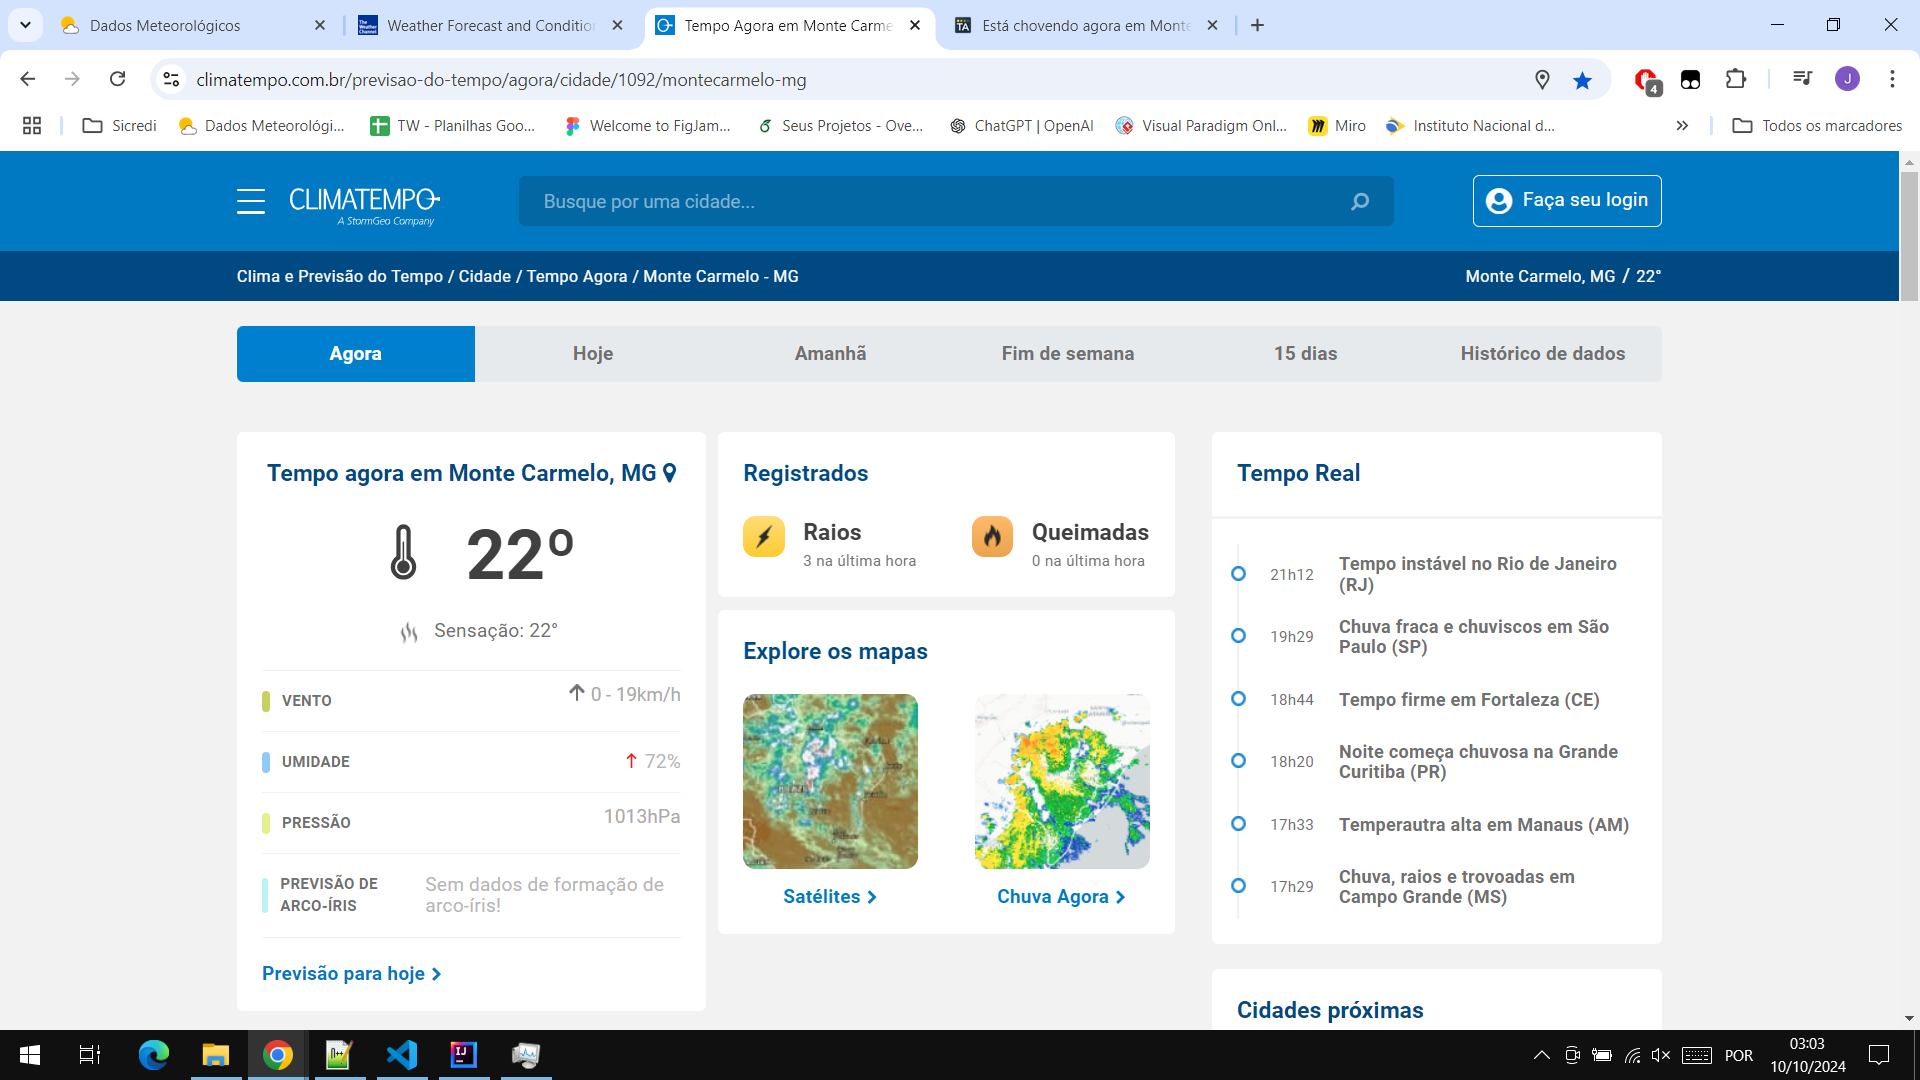 Dados Meteorológicos
Weather Forecast and Conditio
Tempo Agora em Monte Carme
Está chovendo agora em Monte
climatempo.com.br/previsao-do-tempo/agora/cidade/1092/montecarmelo-mg
4
J
Sicredi
Dados Meteorológi...
TW - Planilhas Goo...
Welcome to FigJam...
Seus Projetos - Ove...
ChatGPT | OpenAI
Visual Paradigm Onl...
Miro
Instituto Nacional d...
Todos os marcadores
CLIMATEMPO
A StormGeo Company
Busque por uma cidade...
Faça seu login
Clima e Previsão do Tempo / Cidade / Tempo Agora / Monte Carmelo - MG
Monte Carmelo, MG / 22°
Agora
Hoje
Amanhã
Fim de semana
15 dias
Histórico de dados
Tempo agora em Monte Carmelo, MG
22º
Sensação: 22°
VENTO
0 - 19km/h
UMIDADE
72%
PRESSÃO
1013hPa
PREVISÃO DE
ARCO-ÍRIS
Sem dados de formação de
arco-íris!
Previsão para hoje
Registrados
Raios
3 na última hora
Queimadas
0 na última hora
Explore os mapas
Satélites
Chuva Agora
Tempo Real
21h12
Tempo instável no Rio de Janeiro
(RJ)
19h29
Chuva fraca e chuviscos em São
Paulo (SP)
18h44
Tempo firme em Fortaleza (CE)
18h20
Noite começa chuvosa na Grande
Curitiba (PR)
17h33
Temperautra alta em Manaus (AM)
17h29
Chuva, raios e trovoadas em
Campo Grande (MS)
Cidades próximas
POR
03:03
10/10/2024